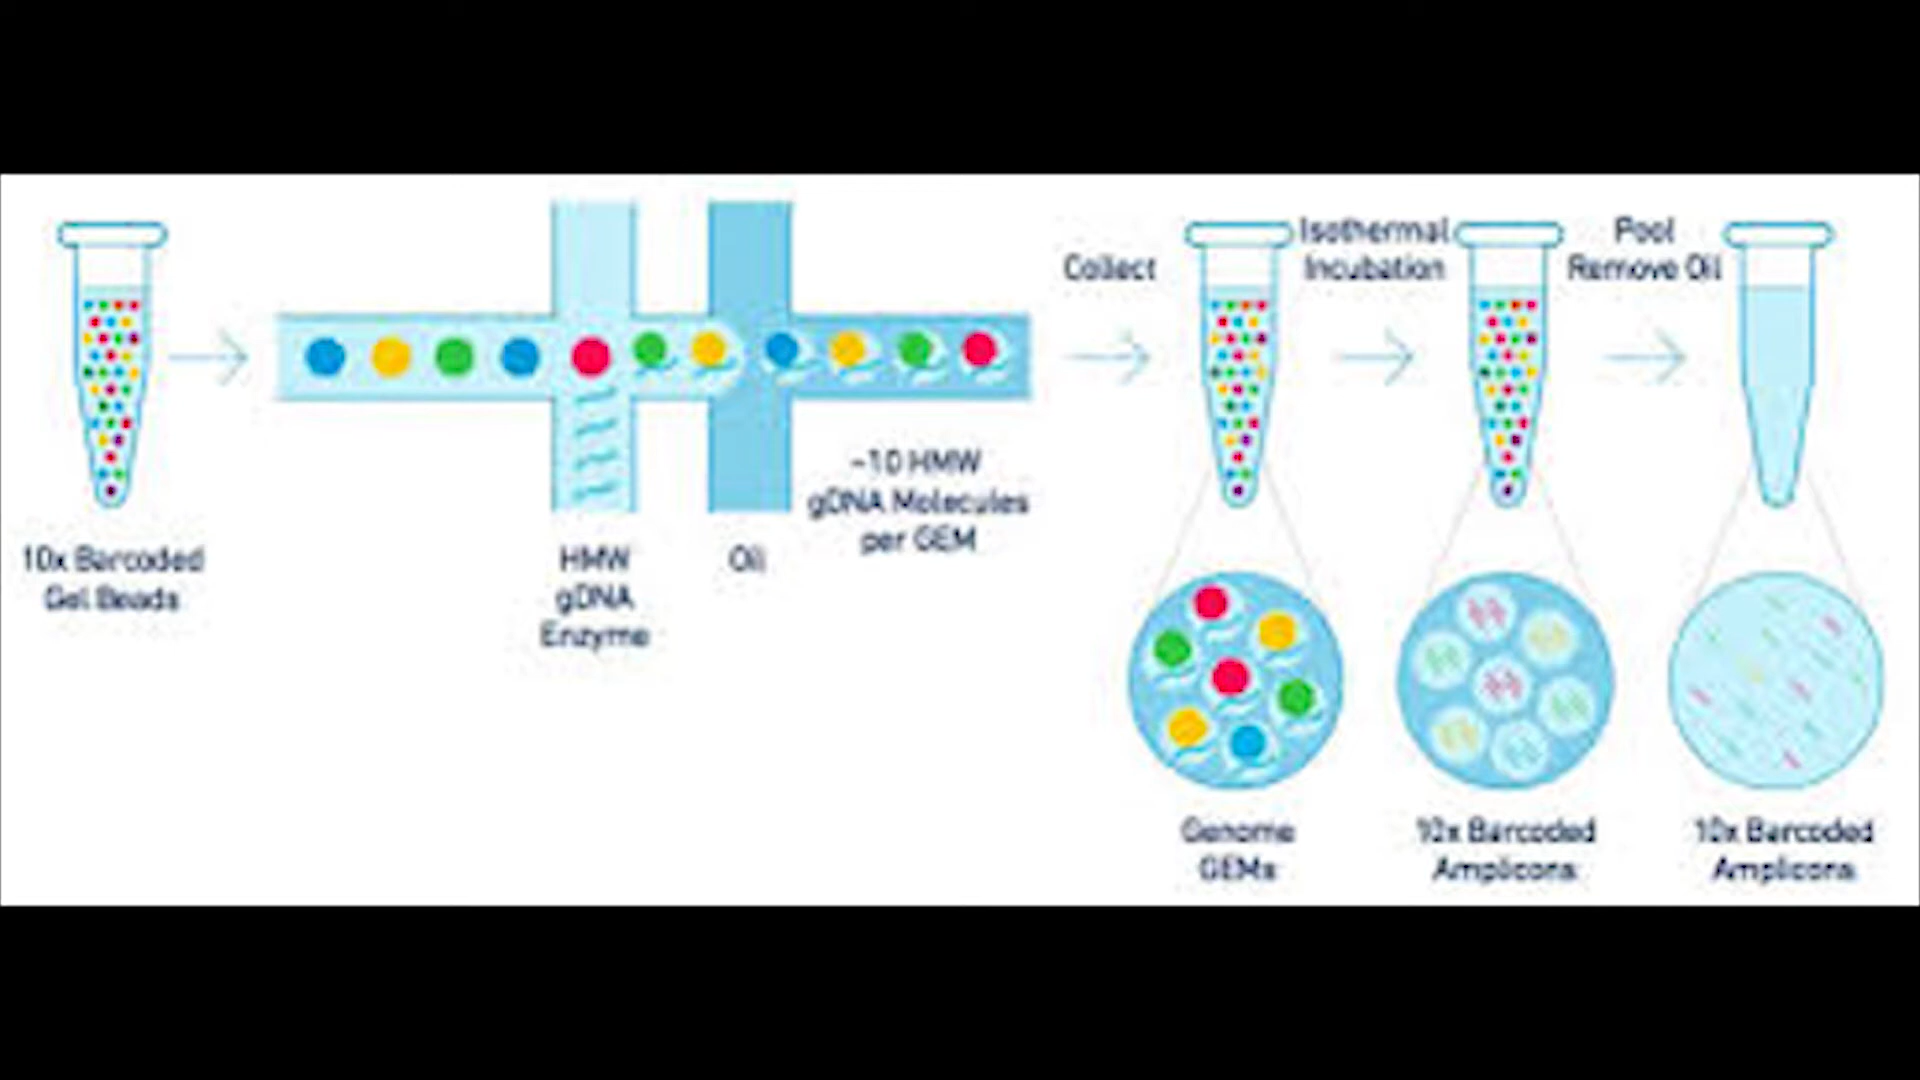 10x Barcoded
Gel Beads
HMW
gDNA
Enzyme
Oil
~10 HMW
gDNA Molecules
per GEM
Collect
Isothermal
Incubation
Pool
Remove Oil
Genome
GEMs
10x Barcoded
Amplicons
10x Barcoded
Amplicons